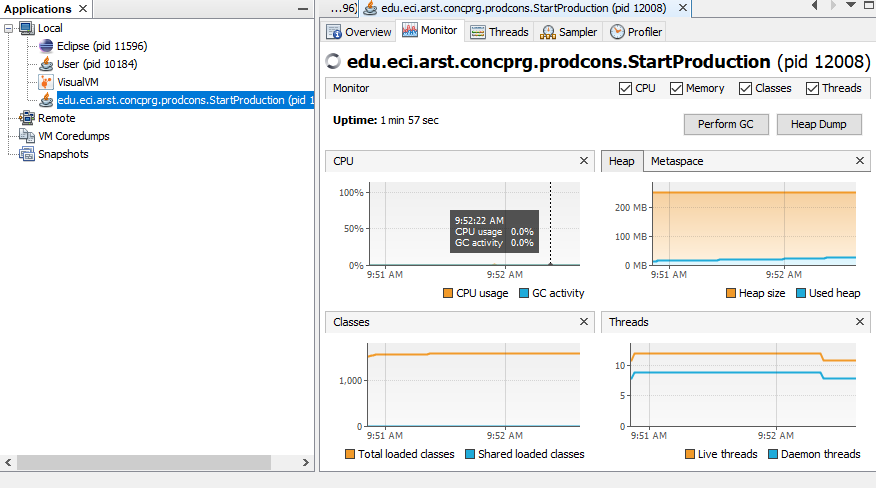 Applications
Local
Eclipse (pid 11596)
User (pid 10184)
VisualVM
edu.eci.arst.concprg.prodcons.StartProduction (pid 1
Remote
VM Coredumps
Snapshots
...96)
edu.eci.arst.concprg.prodcons.StartProduction (pid 12008)
Overview Monitor Threads Sampler Profiler
edu.eci.arst.concprg.prodcons.StartProduction (pid 12008)
Monitor CPU Memory Classes Threads
Uptime: 1 min 57 sec
Perform GC Heap Dump
CPU
100%
50%
0%
9:52:22 AM
CPU usage 0.0%
GC activity 0.0%
9:51 AM 9:52 AM
CPU usage GC activity
Heap Metaspace
200 MB
100 MB
0 MB
9:51 AM 9:52 AM
Heap size Used heap
Classes
1,000
0
9:51 AM 9:52 AM
Total loaded classes Shared loaded classes
Threads
10
5
0
9:51 AM 9:52 AM
Live threads Daemon threads